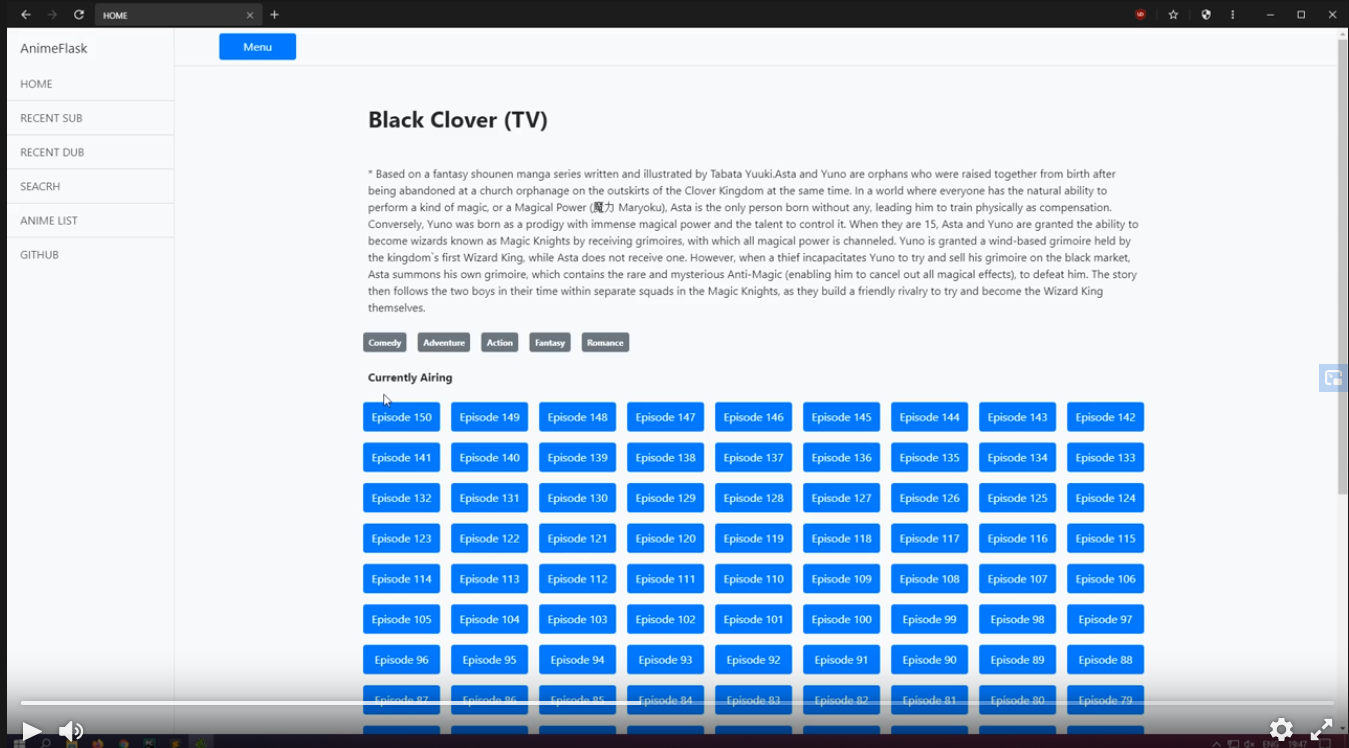 HOME
AnimeFlask
Menu
HOME
RECENT SUB
RECENT DUB
SEACRH
ANIME LIST
GITHUB
Black Clover (TV)
* Based on a fantasy shounen manga series written and illustrated by Tabata Yuuki.Asta and Yuno are orphans who were raised together from birth after
being abandoned at a church orphanage on the outskirts of the Clover Kingdom at the same time. In a world where everyone has the natural ability to
perform a kind of magic, or a Magical Power (魔力 Maryoku), Asta is the only person born without any, leading him to train physically as compensation.
Conversely, Yuno was born as a prodigy with immense magical power and the talent to control it. When they are 15, Asta and Yuno are granted the ability to
become wizards known as Magic Knights by receiving grimoires, with which all magical power is channeled. Yuno is granted a wind-based grimoire held by
the kingdom`s first Wizard King, while Asta does not receive one. However, when a thief incapacitates Yuno to try and sell his grimoire on the black market,
Asta summons his own grimoire, which contains the rare and mysterious Anti-Magic (enabling him to cancel out all magical effects), to defeat him. The story
then follows the two boys in their time within separate squads in the Magic Knights, as they build a friendly rivalry to try and become the Wizard King
themselves.
Comedy Adventure Action Fantasy Romance
Currently Airing
Episode 150 Episode 149 Episode 148 Episode 147 Episode 146 Episode 145 Episode 144 Episode 143 Episode 142
Episode 141 Episode 140 Episode 139 Episode 138 Episode 137 Episode 136 Episode 135 Episode 134 Episode 133
Episode 132 Episode 131 Episode 130 Episode 129 Episode 128 Episode 127 Episode 126 Episode 125 Episode 124
Episode 123 Episode 122 Episode 121 Episode 120 Episode 119 Episode 118 Episode 117 Episode 116 Episode 115
Episode 114 Episode 113 Episode 112 Episode 111 Episode 110 Episode 109 Episode 108 Episode 107 Episode 106
Episode 105 Episode 104 Episode 103 Episode 102 Episode 101 Episode 100 Episode 99 Episode 98 Episode 97
Episode 96 Episode 95 Episode 94 Episode 93 Episode 92 Episode 91 Episode 90 Episode 89 Episode 88
Episode 87 Episode 86 Episode 85 Episode 84 Episode 83 Episode 82 Episode 81 Episode 80 Episode 79
ENG 19:47